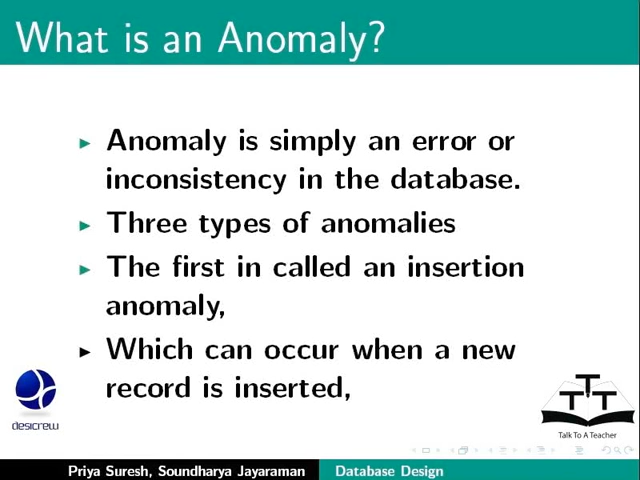 What is an Anomaly?
Anomaly is simply an error or
inconsistency in the database.
Three types of anomalies
The first in called an insertion
anomaly,
Which can occur when a new
record is inserted,
desicrew
TTT
Talk To A Teacher
Priya Suresh, Soundharya Jayaraman Database Design